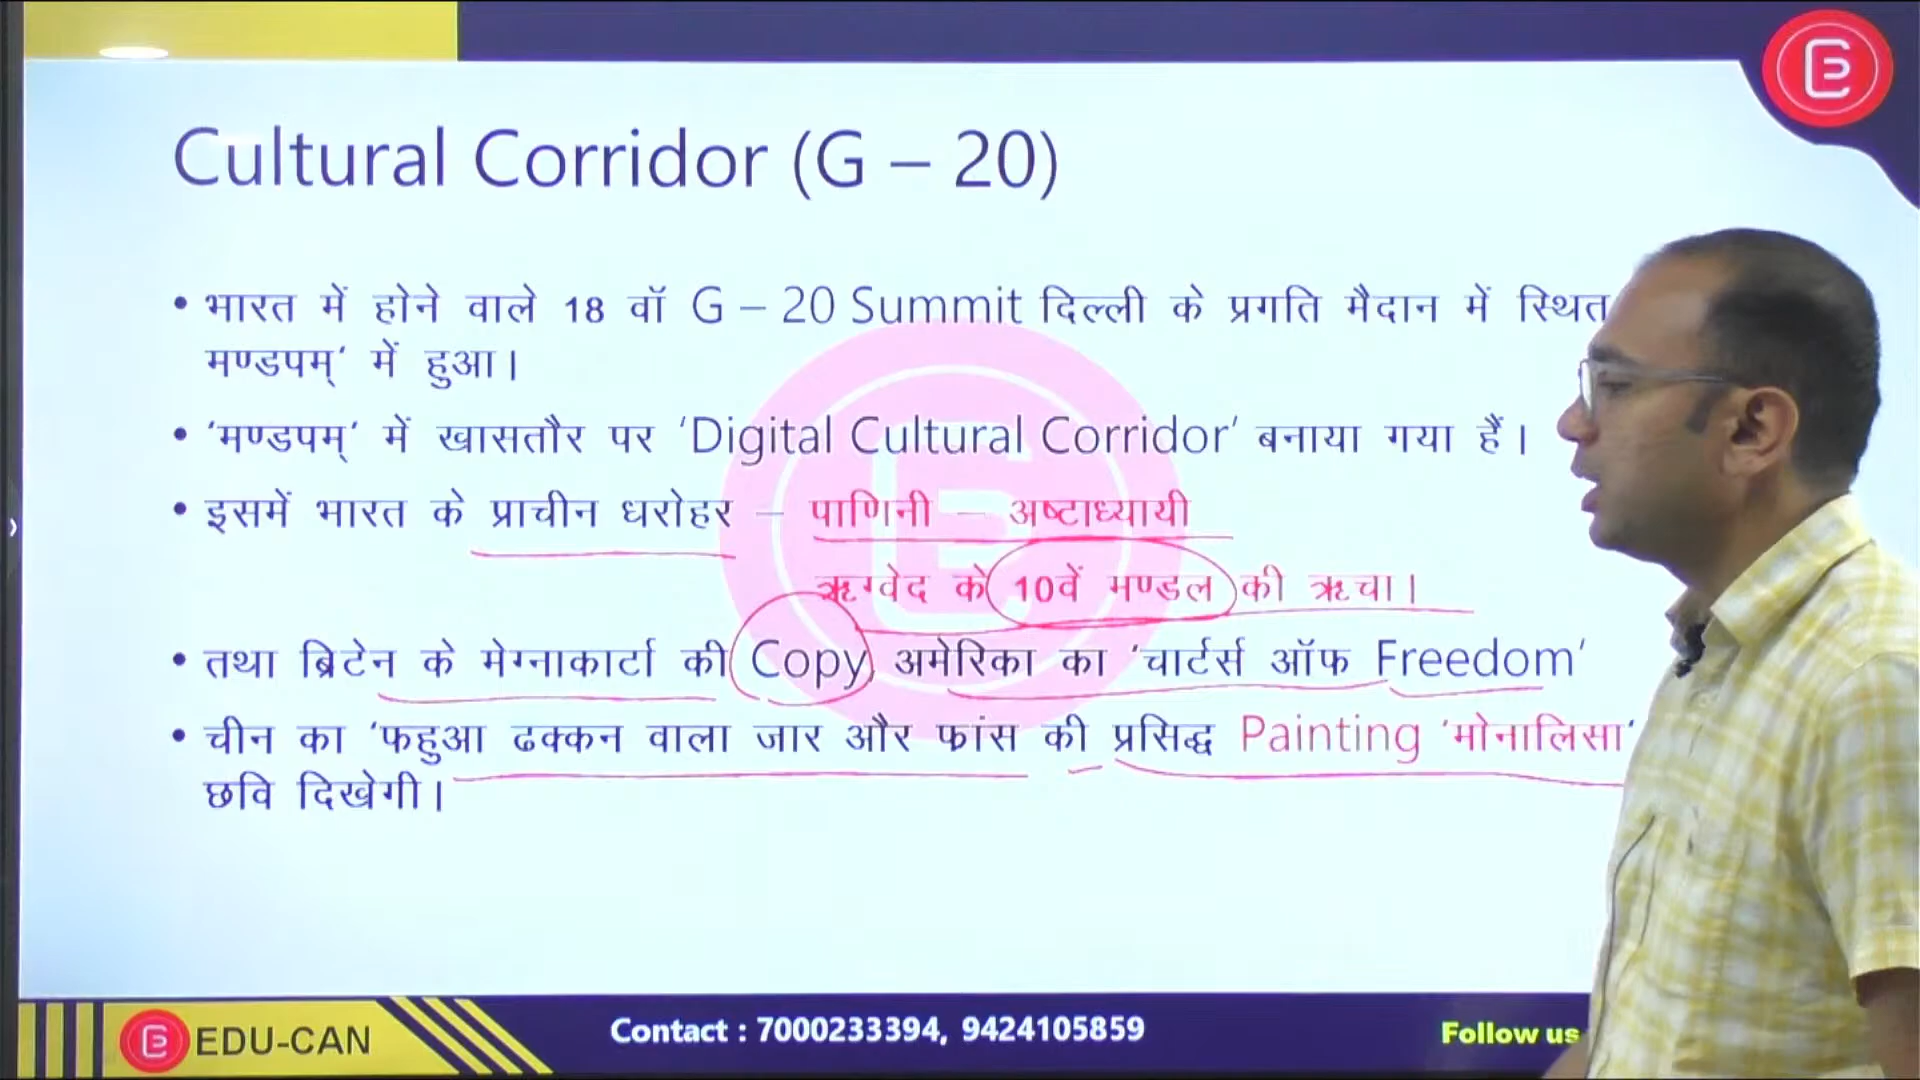 Cultural Corridor (G – 20)
• भारत में होने वाले 18 वॉ G – 20 Summit दिल्ली के प्रगति मैदान में स्थित
मण्डपम्‘ में हुआ।
• ‘मण्डपम्‘ में खासतौर पर ‘Digital Cultural Corridor’ बनाया गया हैं।
• इसमें भारत के प्राचीन धरोहर – पाणिनी – अष्टाध्यायी
ऋग्वेद के 10वें मण्डल की ऋचा।
• तथा ब्रिटेन के मेग्नाकार्टा की Copy, अमेरिका का ‘चार्टर्स ऑफ Freedom’
• चीन का ‘फहुआ ढक्कन वाला जार और फांस की प्रसिद्ध Painting ‘मोनालिसा‘
छवि दिखेगी।
EDU-CAN
Contact : 7000233394, 9424105859
Follow us